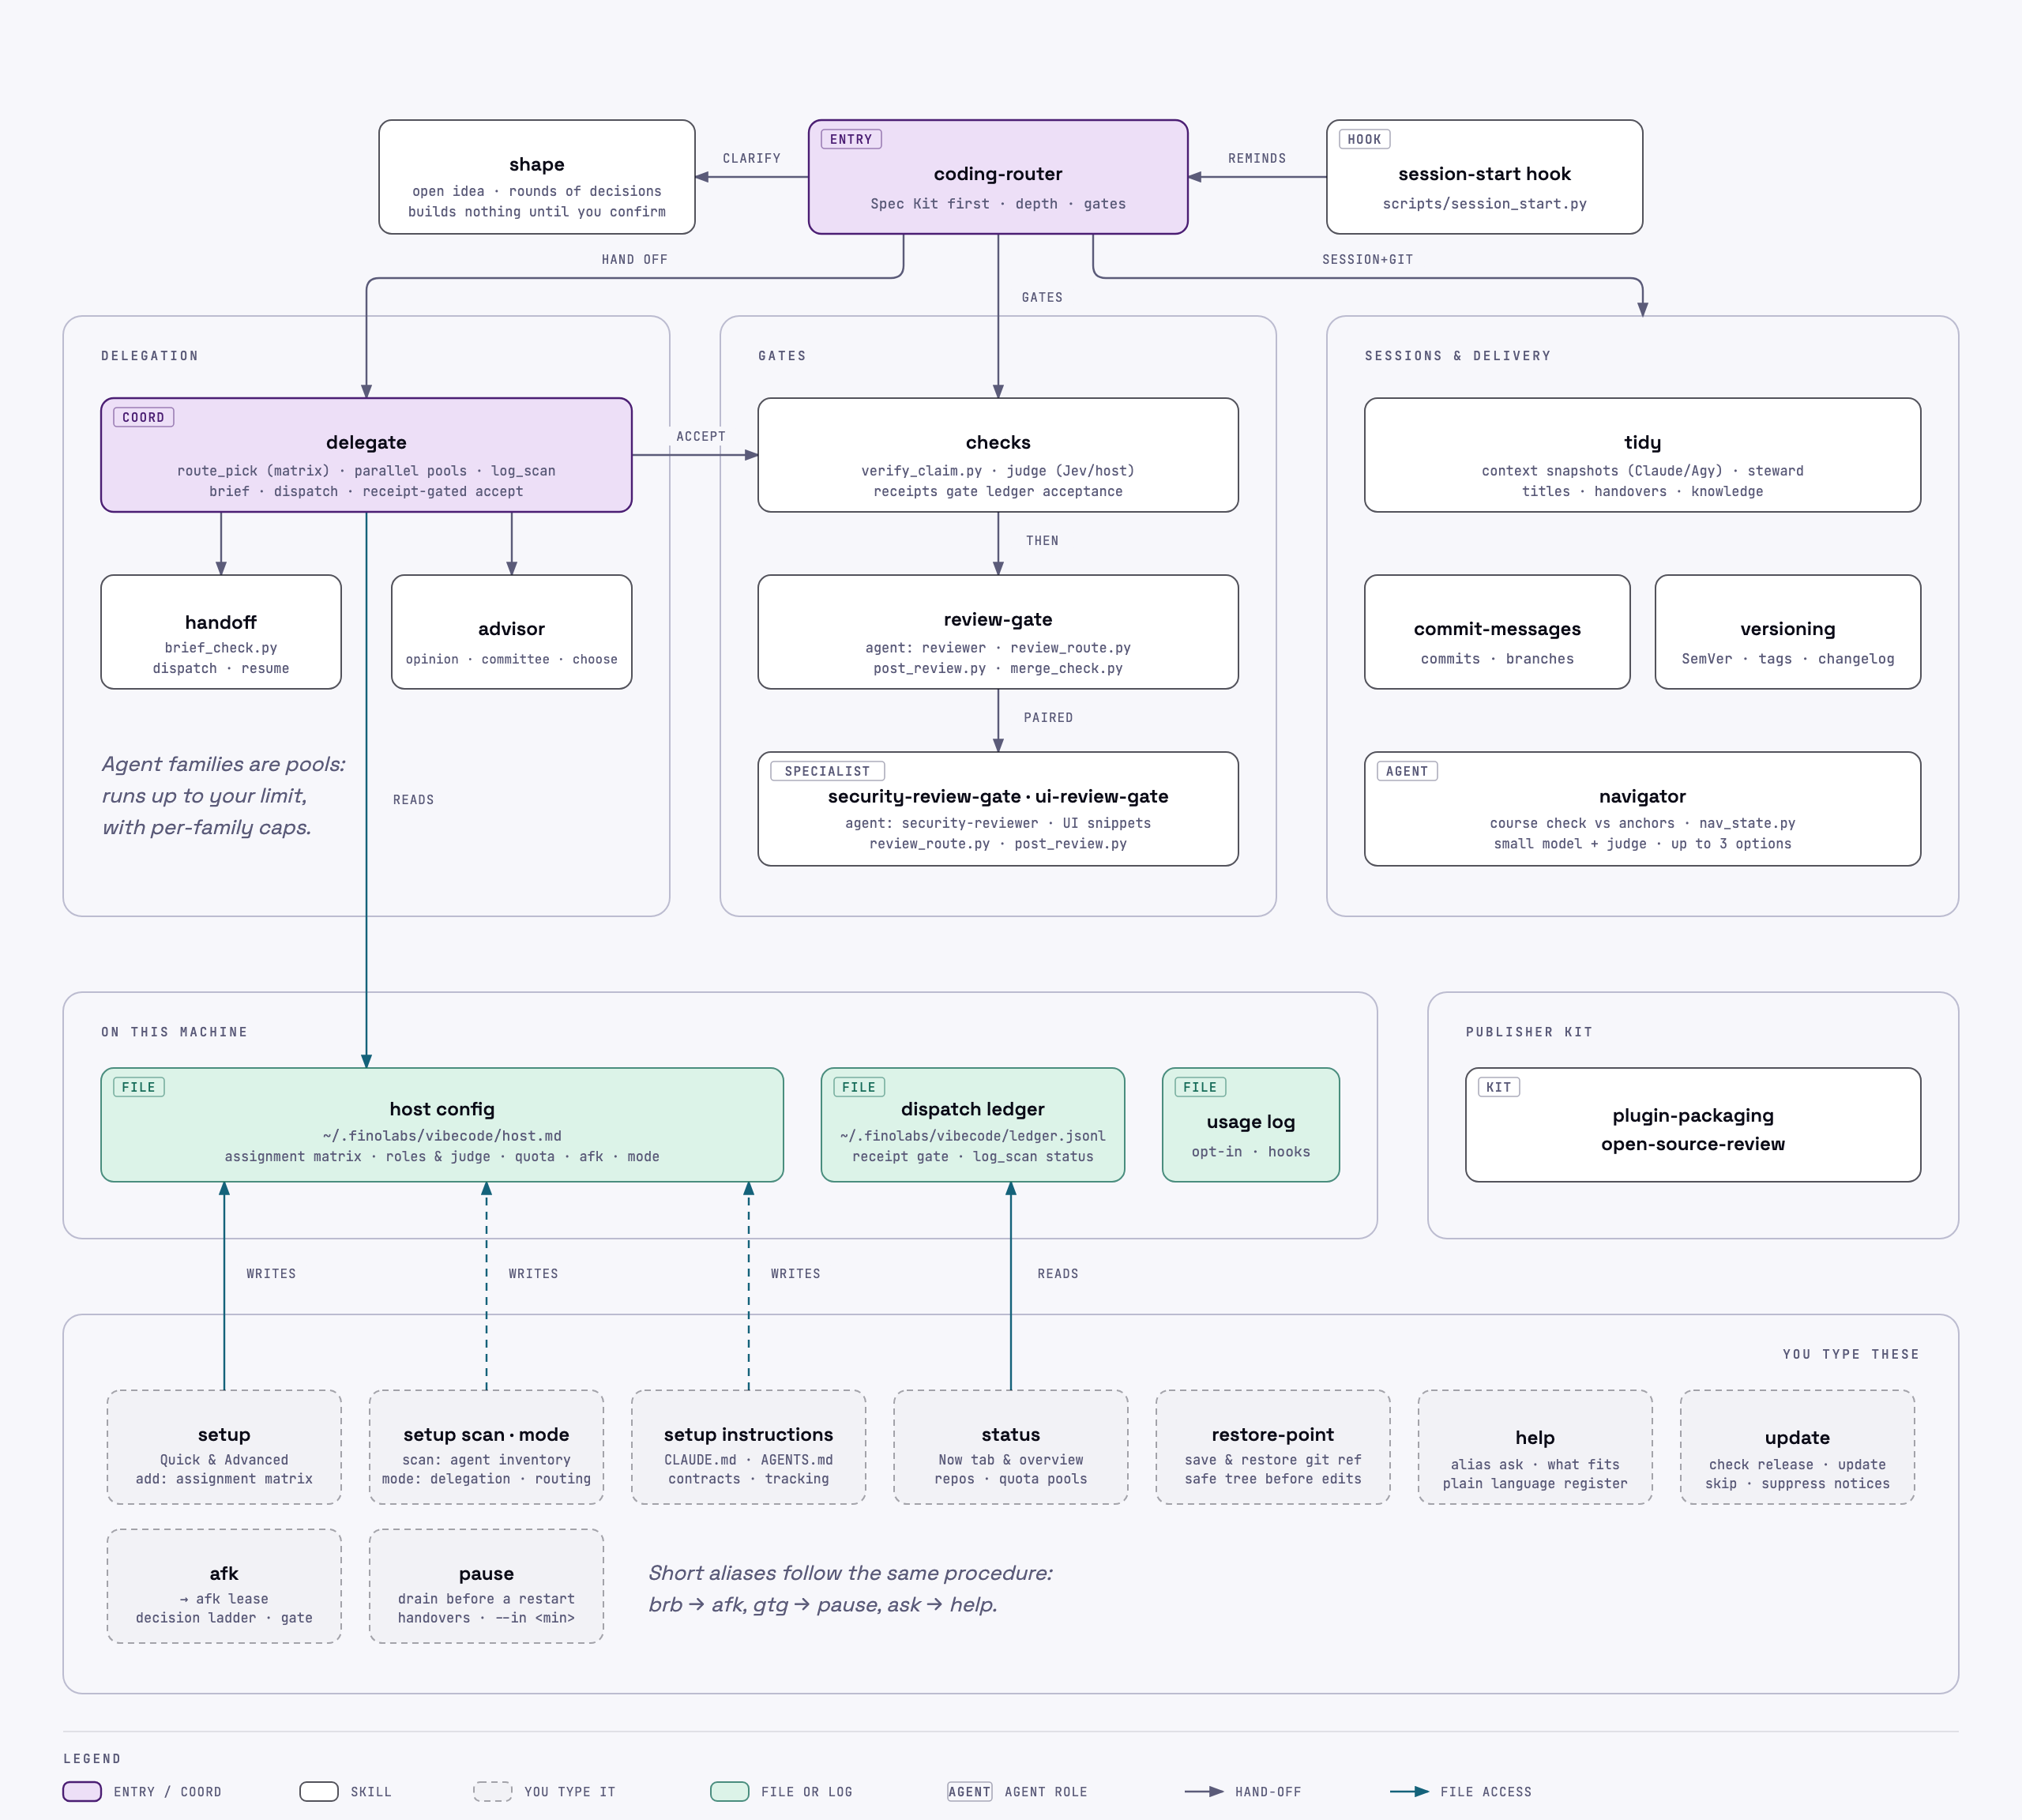 ENTRY
HOOK
shape
open idea · rounds of decisions
builds nothing until you confirm
CLARIFY
coding-router
Spec Kit first · depth · gates
REMINDS
session-start hook
scripts/session_start.py
HAND OFF
GATES
SESSION+GIT
DELEGATION
COORD
delegate
route_pick (matrix) · parallel pools · log_scan
brief · dispatch · receipt-gated accept
ACCEPT
handoff
brief_check.py
dispatch · resume
advisor
opinion · committee · choose
Agent families are pools:
runs up to your limit,
with per-family caps.
READS
GATES
checks
verify_claim.py · judge (Jev/host)
receipts gate ledger acceptance
THEN
review-gate
agent: reviewer · review_route.py
post_review.py · merge_check.py
PAIRED
SPECIALIST
security-review-gate · ui-review-gate
agent: security-reviewer · UI snippets
review_route.py · post_review.py
SESSIONS & DELIVERY
tidy
context snapshots (Claude/Agy) · steward
titles · handovers · knowledge
commit-messages
commits · branches
versioning
SemVer · tags · changelog
AGENT
navigator
course check vs anchors · nav_state.py
small model + judge · up to 3 options
ON THIS MACHINE
FILE
host config
~/.finolabs/vibecode/host.md
assignment matrix · roles & judge · quota · afk · mode
FILE
dispatch ledger
~/.finolabs/vibecode/ledger.jsonl
receipt gate · log_scan status
FILE
usage log
opt-in · hooks
PUBLISHER KIT
KIT
plugin-packaging
open-source-review
WRITES
WRITES
WRITES
READS
YOU TYPE THESE
setup
Quick & Advanced
add: assignment matrix
setup scan · mode
scan: agent inventory
mode: delegation · routing
setup instructions
CLAUDE.md · AGENTS.md
contracts · tracking
status
Now tab & overview
repos · quota pools
restore-point
save & restore git ref
safe tree before edits
help
alias ask · what fits
plain language register
update
check release · update
skip · suppress notices
afk
→ afk lease
decision ladder · gate
pause
drain before a restart
handovers · --in <min>
Short aliases follow the same procedure:
brb → afk, gtg → pause, ask → help.
LEGEND
ENTRY / COORD
SKILL
YOU TYPE IT
FILE OR LOG
AGENT
AGENT ROLE
HAND-OFF
FILE ACCESS